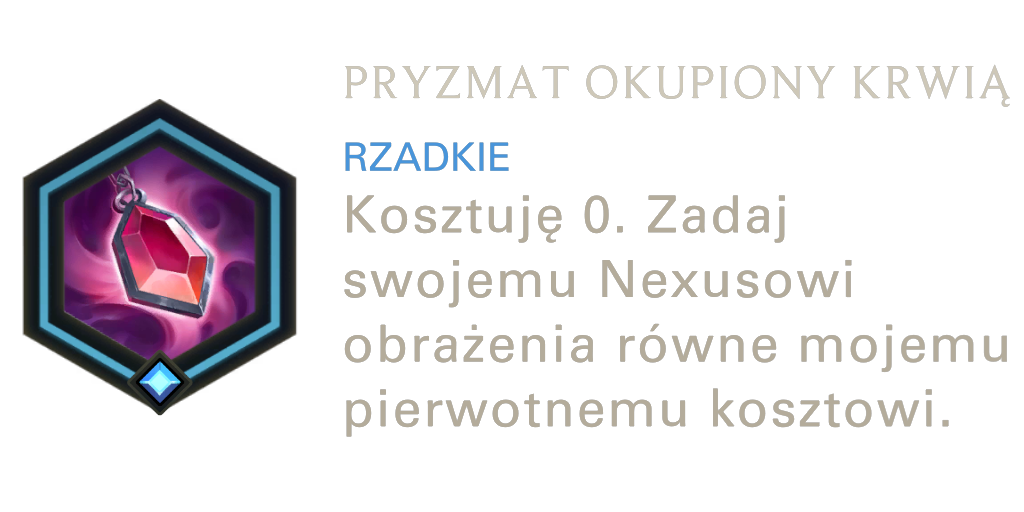 PRYZMAT OKUPIONY KRWIĄ
RZADKIE
Kosztuję 0. Zadaj
swojemu Nexusowi
obrażenia równe mojemu
pierwotnemu kosztowi.